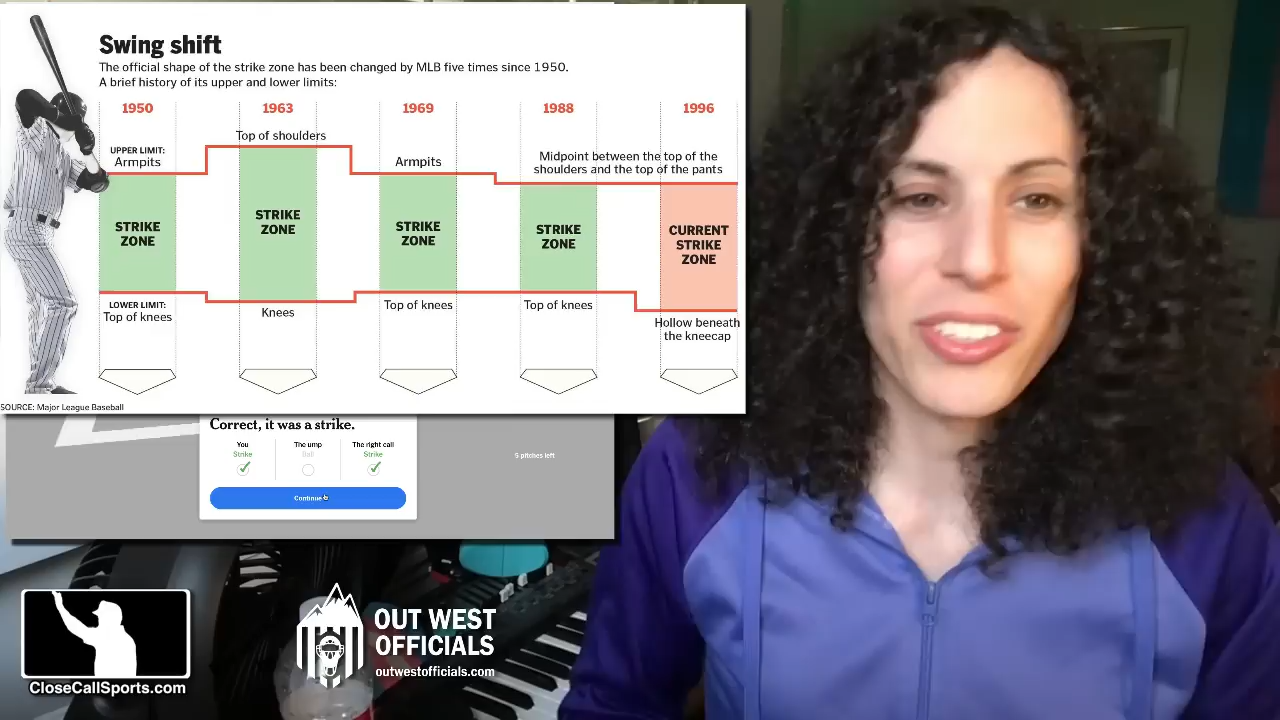 Swing shift
The official shape of the strike zone has been changed by MLB five times since 1950.
A brief history of its upper and lower limits:
1950
1963
1969
1988
1996
Top of shoulders
UPPER LIMIT:
Armpits
Armpits
Midpoint between the top of the
shoulders and the top of the pants
STRIKE
ZONE
STRIKE
ZONE
STRIKE
ZONE
STRIKE
ZONE
CURRENT
STRIKE
ZONE
LOWER LIMIT:
Top of knees
Knees
Top of knees
Top of knees
Hollow beneath
the kneecap
SOURCE: Major League Baseball
Correct, it was a strike.
You
Strike
The ump
Ball
The right call
Strike
Continue
5 pitches left
CloseCallSports.com
OUT WEST
OFFICIALS
outwestofficials.com